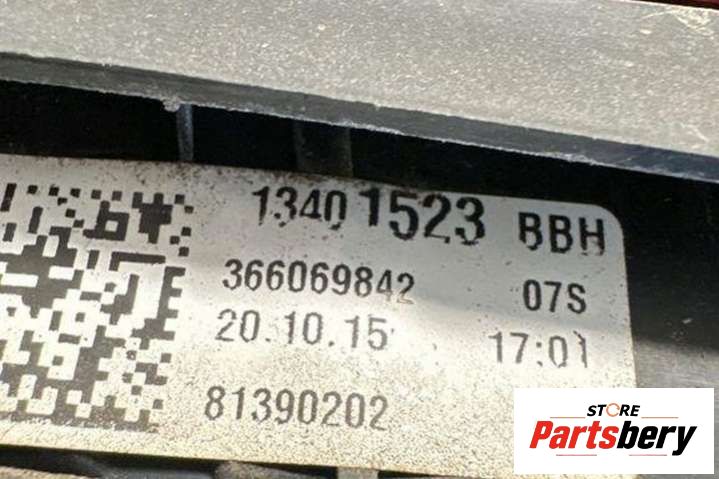 13401523 BBH
366069842 07S
20.10.15 17:01
81390202
STORE
Partsbery